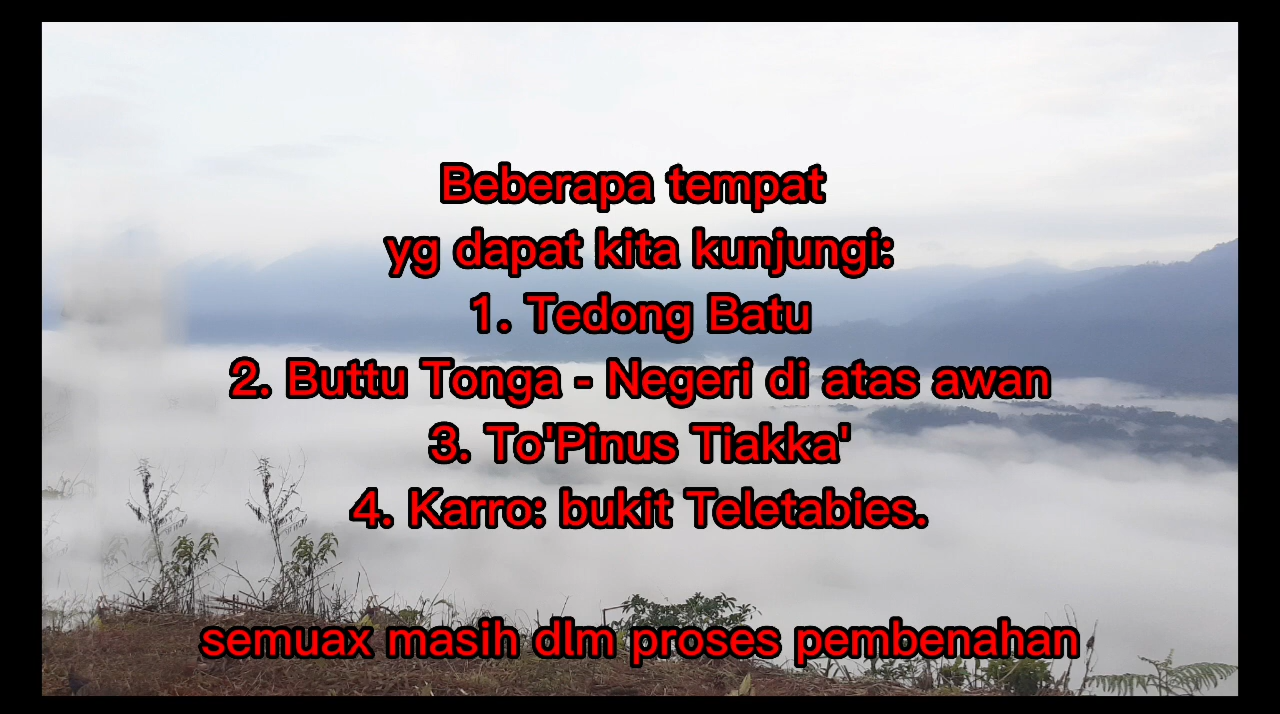 Beberapa tempat
yg dapat kita kunjungi:
1. Tedong Batu
2. Buttu Tonga - Negeri di atas awan
3. To'Pinus Tiakka'
4. Karro: bukit Teletabies.
semuax masih dlm proses pembenahan